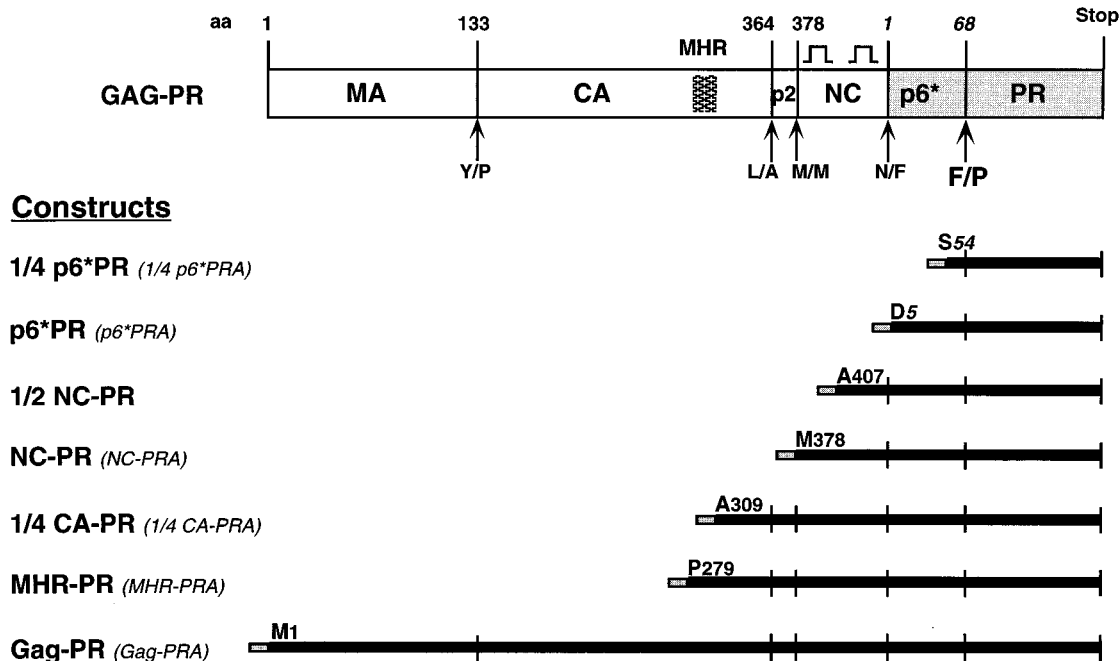 aa 1 133 364 378 1 68 Stop
MHR
GAG-PR MA CA p2 NC p6* PR
Y/P L/A M/M N/F F/P
Constructs
S54
1/4 p6*PR (1/4 p6*PRA)
D5
p6*PR (p6*PRA)
A407
1/2 NC-PR
M378
NC-PR (NC-PRA)
A309
1/4 CA-PR (1/4 CA-PRA)
P279
MHR-PR (MHR-PRA)
M1
Gag-PR (Gag-PRA)